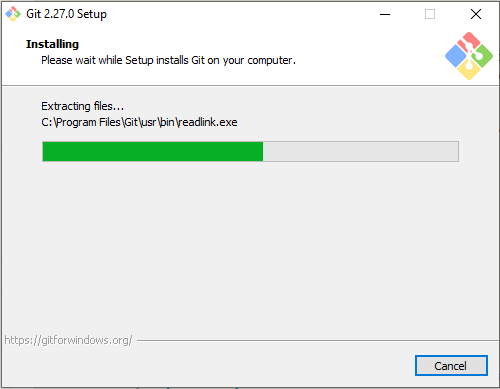 Git 2.27.0 Setup
Installing
Please wait while Setup installs Git on your computer.
Extracting files...
C:\Program Files\Git\usr\bin\readlink.exe
https://gitforwindows.org/
Cancel